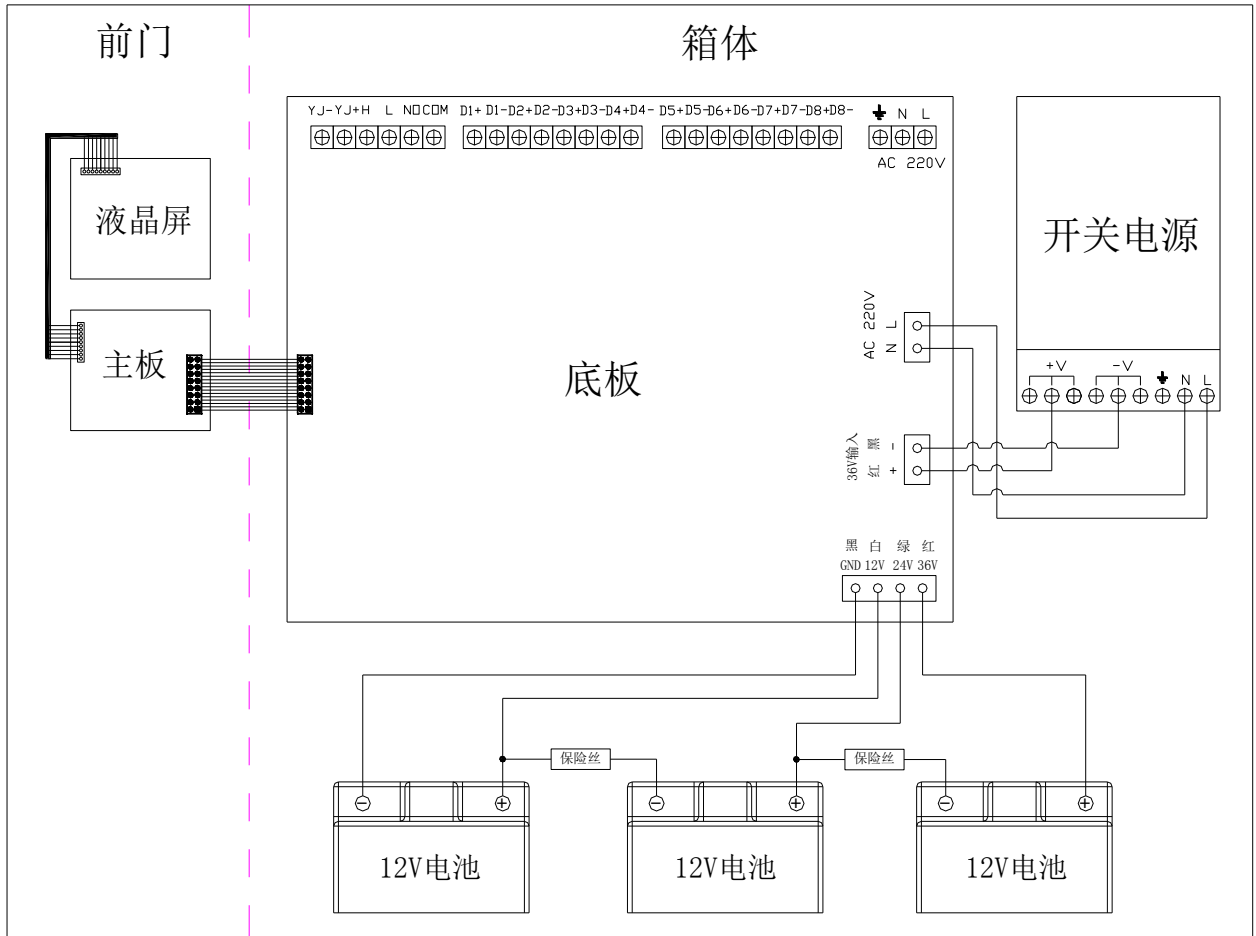 前门
箱体
YJ- YJ+ H L NO COM D1+ D1- D2+ D2- D3+ D3- D4+ D4- D5+ D5- D6+ D6- D7+ D7- D8+ D8- N L
AC 220V
液晶屏
主板
底板
开关电源
AC 220V
L
N
+V -V N L
36V输入
黑 -
红 +
黑 白 绿 红
GND 12V 24V 36V
保险丝 保险丝
12V电池 12V电池 12V电池